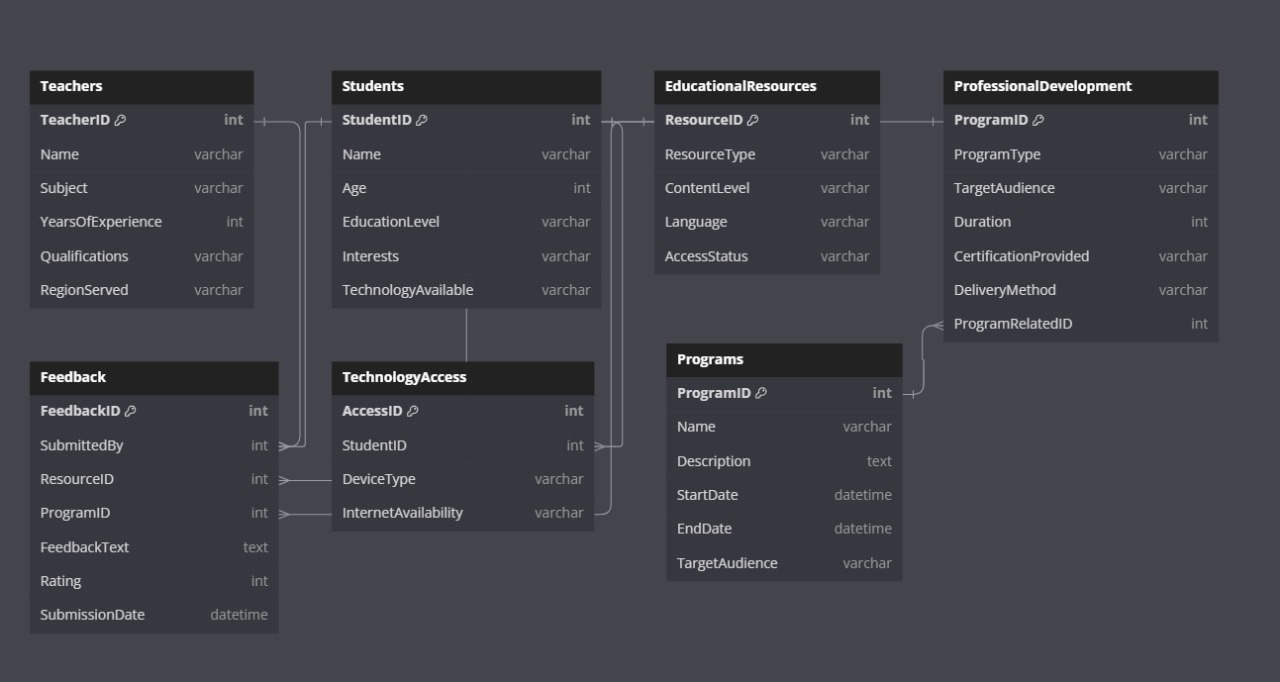 Teachers
TeacherID int
Name varchar
Subject varchar
YearsOfExperience int
Qualifications varchar
RegionServed varchar
Students
StudentID int
Name varchar
Age int
EducationLevel varchar
Interests varchar
TechnologyAvailable varchar
EducationalResources
ResourceID int
ResourceType varchar
ContentLevel varchar
Language varchar
AccessStatus varchar
ProfessionalDevelopment
ProgramID int
ProgramType varchar
TargetAudience varchar
Duration int
CertificationProvided varchar
DeliveryMethod varchar
ProgramRelatedID int
Feedback
FeedbackID int
SubmittedBy int
ResourceID int
ProgramID int
FeedbackText text
Rating int
SubmissionDate datetime
TechnologyAccess
AccessID int
StudentID int
DeviceType varchar
InternetAvailability varchar
Programs
ProgramID int
Name varchar
Description text
StartDate datetime
EndDate datetime
TargetAudience varchar